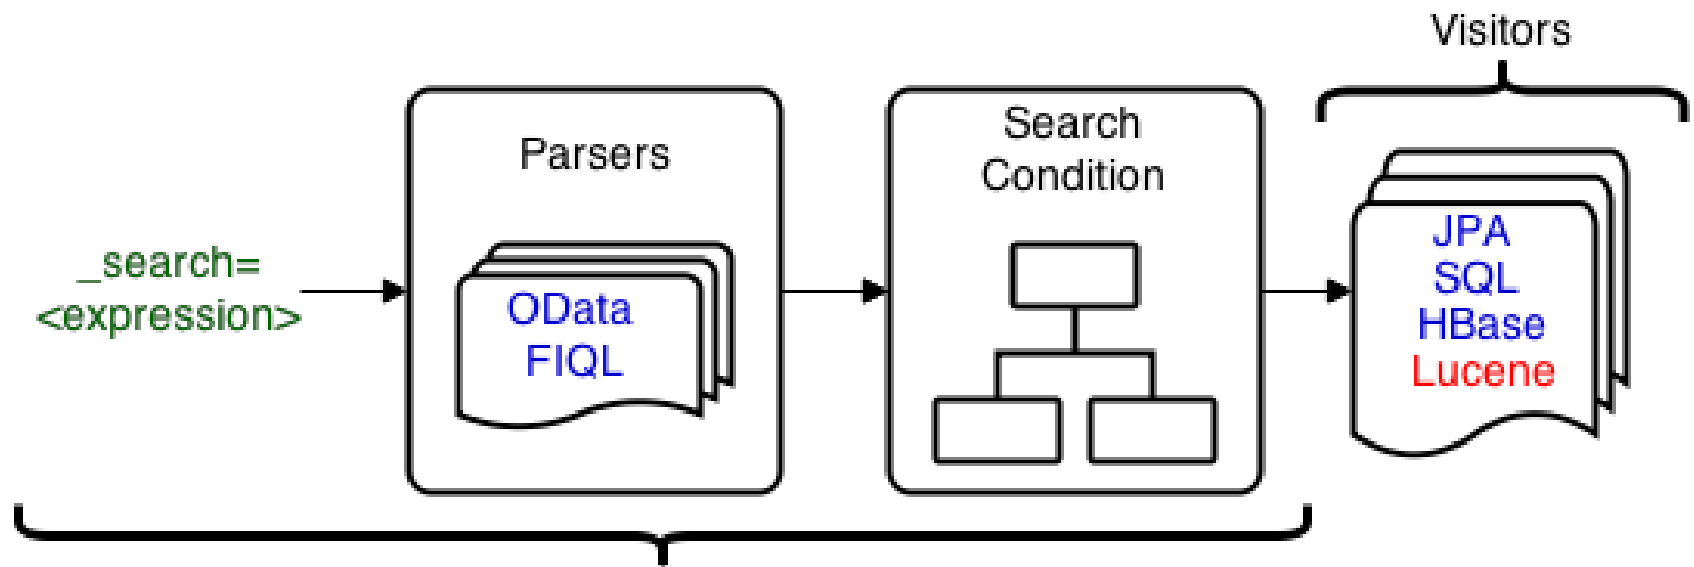 Visitors
Parsers
Search
Condition
_search=
<expression>
OData
FIQL
JPA
SQL
HBase
Lucene